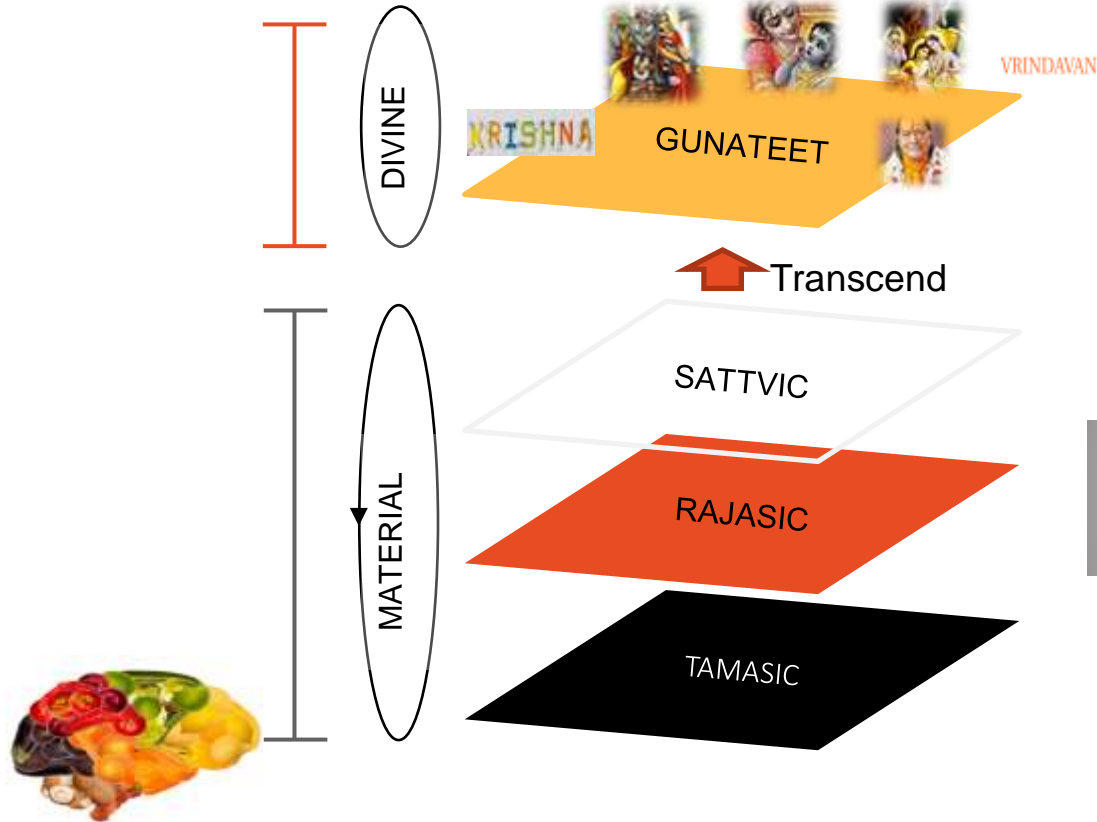 VRINDAVAN
DIVINE
KRISHNA
GUNATEET
Transcend
SATTVIC
MATERIAL
RAJASIC
TAMASIC